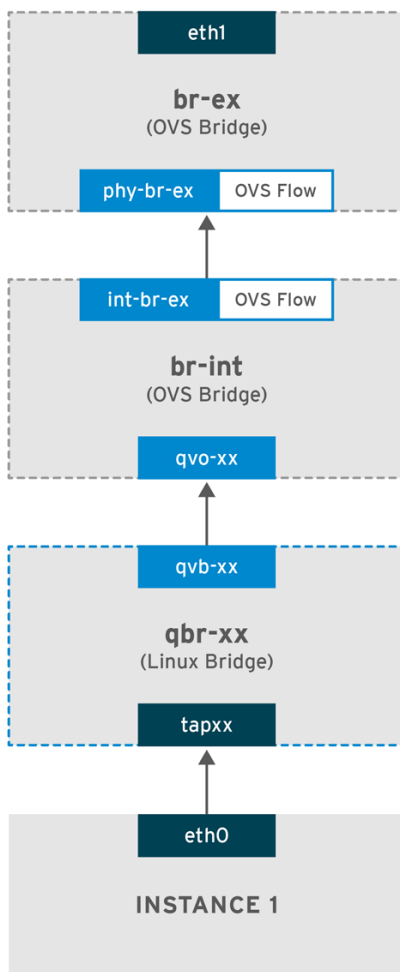 eth1
br-ex
(OVS Bridge)
phy-br-ex OVS Flow
int-br-ex OVS Flow
br-int
(OVS Bridge)
qvo-xx
qvb-xx
qbr-xx
(Linux Bridge)
tapxx
eth0
INSTANCE 1